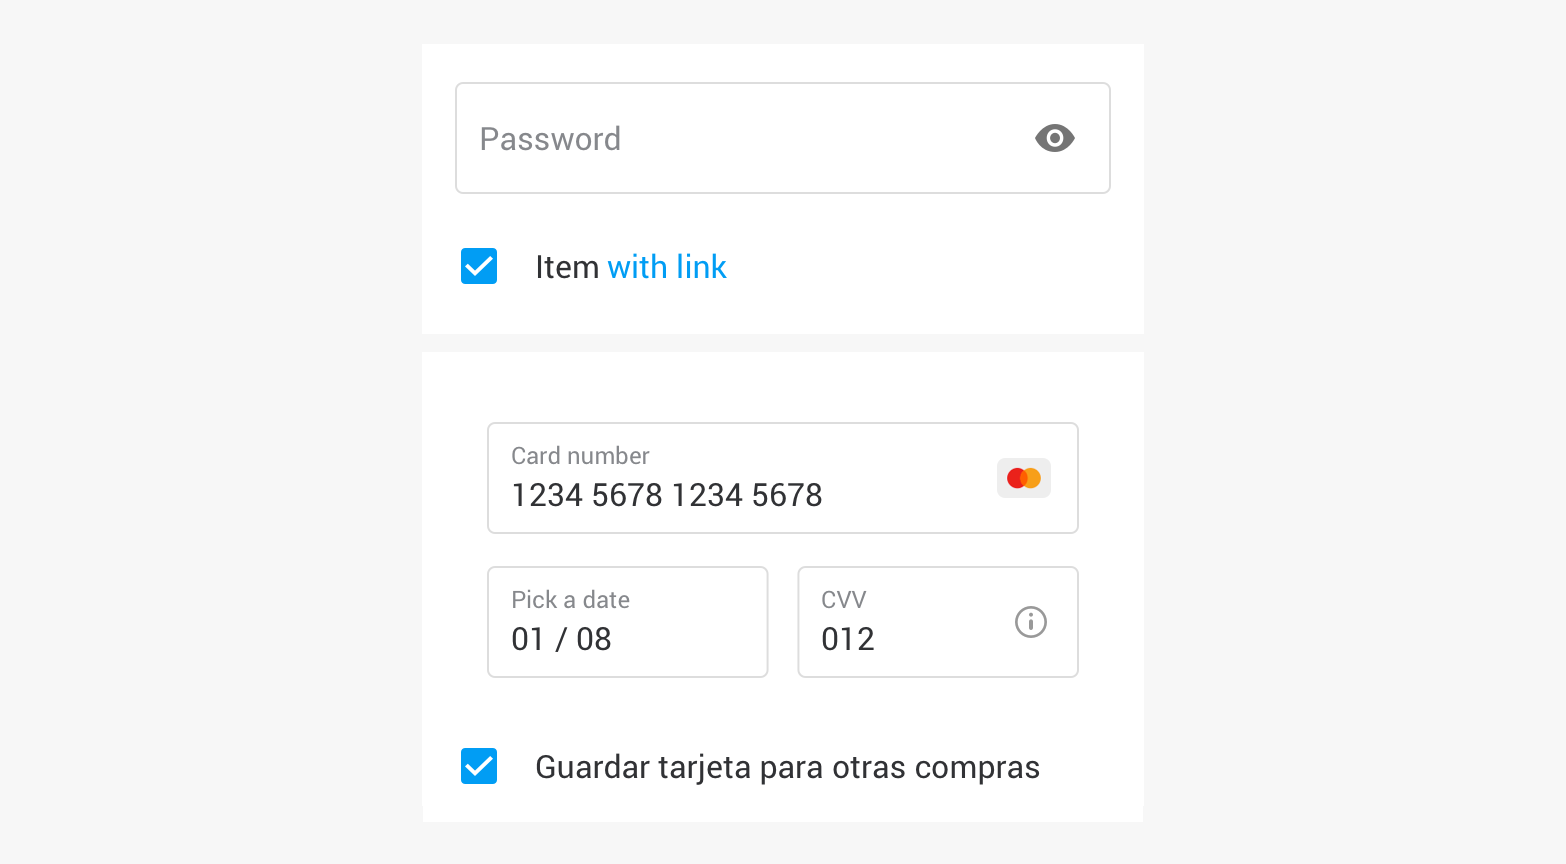 Password
Item with link
Card number
1234 5678 1234 5678
Pick a date
01 / 08
CVV
012
Guardar tarjeta para otras compras